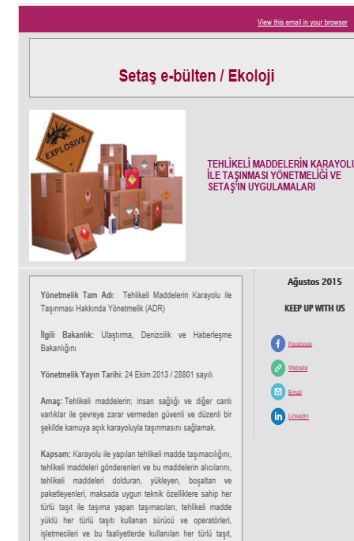 View this email in your browser
Setaş e-bülten / Ekoloji
EXPLOSIVE
TEHLİKELİ MADDELERİN KARAYOLU
İLE TAŞINMASI YÖNETMELİĞİ VE
SETAŞ'IN UYGULAMALARI
Yönetmelik Tam Adı: Tehlikeli Maddelerin Karayolu ile
Taşınması Hakkında Yönetmelik (ADR)
İlgili Bakanlık: Ulaştırma, Denizcilik ve Haberleşme
Bakanlığını
Yönetmelik Yayın Tarihi: 24 Ekim 2013 / 28801 sayılı
Amaç: Tehlikeli maddelerin; insan sağlığı ve diğer canlı
varlıklar ile çevreye zarar vermeden güvenli ve düzenli bir
şekilde kamuya açık karayoluyla taşınmasını sağlamak.
Kapsam: Karayolu ile yapılan tehlikeli madde taşımacılığını,
tehlikeli maddeleri gönderenleri ve bu maddelerin alıcılarını,
tehlikeli maddeleri dolduran, yükleyen, boşaltan ve
paketleyenleri, maksada uygun teknik özelliklere sahip her
türlü taşıt ile taşıma yapan taşımacıları, tehlikeli madde
yüklü her türlü taşıtı kullanan sürücü ve operatörleri,
işletmecileri ve bu faaliyetlerde kullanılan her türlü taşıt,
Ağustos 2015
KEEP UP WITH US
Facebook
Website
Email
LinkedIn